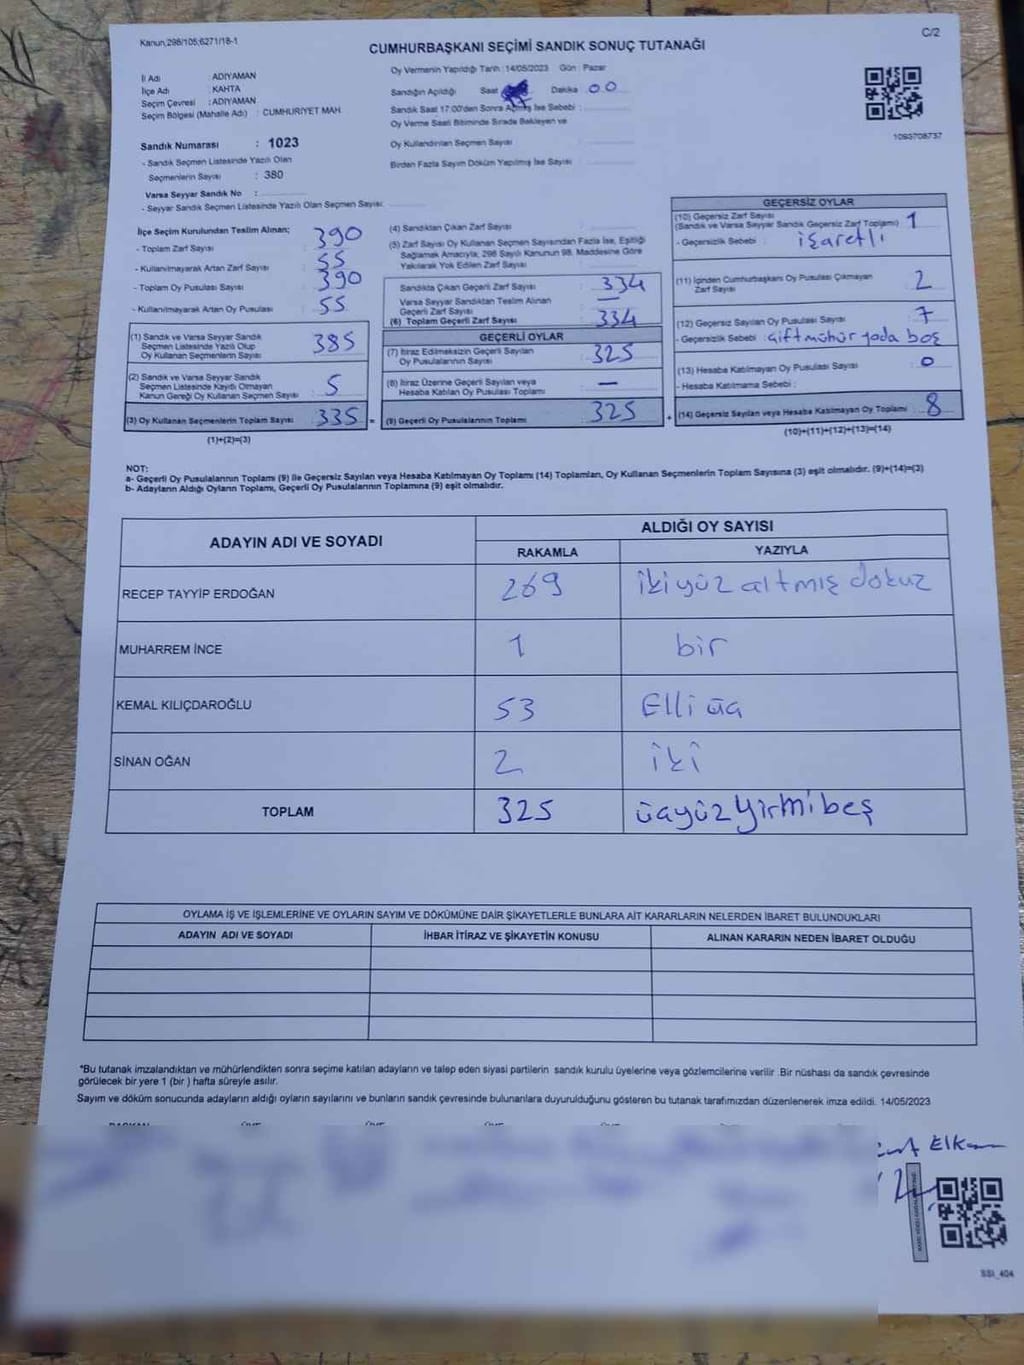 Kanun,298/105;6271/18-1
C/2
CUMHURBAŞKANI SEÇİMİ SANDIK SONUÇ TUTANAĞI
İl Adı ADIYAMAN
İlçe Adı KAHTA
Seçim Çevresi : ADIYAMAN
Seçim Bölgesi (Mahalle Adı) : CUMHURİYET MAH.
Oy Vermenin Yapıldığı Tarih : 14/05/2023 Gün : Pazar
Sandığın Açıldığı Saat Dakika 00
Sandık Saat 17:00'den Sonra Açılmış İse Sebebi :
Oy Verme Saati Bitiminde Sırada Bekleyen ve
Oy Kullandırılan Seçmen Sayısı :
Birden Fazla Sayım Döküm Yapılmış İse Sayısı :
1093708737
Sandık Numarası : 1023
- Sandık Seçmen Listesinde Yazılı Olan
Seçmenlerin Sayısı : 380
Varsa Seyyar Sandık No :
- Seyyar Sandık Seçmen Listesinde Yazılı Olan Seçmen Sayısı:
İlçe Seçim Kurulundan Teslim Alınan;
- Toplam Zarf Sayısı : 390
- Kullanılmayarak Artan Zarf Sayısı : 55
- Toplam Oy Pusulası Sayısı : 390
- Kullanılmayarak Artan Oy Pusulası : 55
(1) Sandık ve Varsa Seyyar Sandık
Seçmen Listesinde Yazılı Olup
Oy Kullanan Seçmenlerin Sayısı : 385
(2) Sandık ve Varsa Seyyar Sandık
Seçmen Listesinde Kaydı Olmayan
Kanun Gereği Oy Kullanan Seçmen Sayısı : 5
(3) Oy Kullanan Seçmenlerin Toplam Sayısı : 335 =
(1)+(2)=(3)
(4) Sandıktan Çıkan Zarf Sayısı :
(5) Zarf Sayısı Oy Kullanan Seçmen Sayısından Fazla İse, Eşitliği
Sağlamak Amacıyla, 298 Sayılı Kanunun 98. Maddesine Göre
Yakılarak Yok Edilen Zarf Sayısı :
Sandıkta Çıkan Geçerli Zarf Sayısı : 334
Varsa Seyyar Sandıktan Teslim Alınan
Geçerli Zarf Sayısı : —
(6) Toplam Geçerli Zarf Sayısı : 334
GEÇERLİ OYLAR
(7) İtiraz Edilmeksizin Geçerli Sayılan
Oy Pusulalarının Sayısı : 325
(8) İtiraz Üzerine Geçerli Sayılan veya
Hesaba Katılan Oy Pusulası Toplamı : —
(9) Geçerli Oy Pusulalarının Toplamı : 325 +
GEÇERSİZ OYLAR
(10) Geçersiz Zarf Sayısı
(Sandık ve Varsa Seyyar Sandık Geçersiz Zarf Toplamı) : 1
- Geçersizlik Sebebi : işaretli
(11) İçinden Cumhurbaşkanı Oy Pusulası Çıkmayan
Zarf Sayısı : 2
(12) Geçersiz Sayılan Oy Pusulası Sayısı : 7
- Geçersizlik Sebebi : çift mühür yada boş
(13) Hesaba Katılmayan Oy Pusulası Sayısı : 0
- Hesaba Katılmama Sebebi :
(14) Geçersiz Sayılan veya Hesaba Katılmayan Oy Toplamı : 8
(10)+(11)+(12)+(13)=(14)
NOT:
a- Geçerli Oy Pusulalarının Toplamı (9) ile Geçersiz Sayılan veya Hesaba Katılmayan Oy Toplamı (14) Toplamları, Oy Kullanan Seçmenlerin Toplam Sayısına (3) eşit olmalıdır. (9)+(14)=(3)
b- Adayların Aldığı Oyların Toplamı, Geçerli Oy Pusulalarının Toplamına (9) eşit olmalıdır.
ADAYIN ADI VE SOYADI
ALDIĞI OY SAYISI
RAKAMLA YAZIYLA
RECEP TAYYİP ERDOĞAN 269 iki yüz altmış dokuz
MUHARREM İNCE 1 bir
KEMAL KILIÇDAROĞLU 53 Elli üç
SİNAN OĞAN 2 iki
TOPLAM 325 üçyüz yirmi beş
OYLAMA İŞ VE İŞLEMLERİNE VE OYLARIN SAYIM VE DÖKÜMÜNE DAİR ŞİKAYETLERLE BUNLARA AİT KARARLARIN NELERDEN İBARET BULUNDUKLARI
ADAYIN ADI VE SOYADI İHBAR İTİRAZ VE ŞİKAYETİN KONUSU ALINAN KARARIN NEDEN İBARET OLDUĞU
*Bu tutanak imzalandıktan ve mühürlendikten sonra seçime katılan adayların ve talep eden siyasi partilerin sandık kurulu üyelerine veya gözlemcilerine verilir .Bir nüshası da sandık çevresinde
görülecek bir yere 1 (bir ) hafta süreyle asılır.
Sayım ve döküm sonucunda adayların aldığı oyların sayılarını ve bunların sandık çevresinde bulunanlara duyurulduğunu gösteren bu tutanak tarafımızdan düzenlenerek imza edildi. 14/05/2023
SSI_404